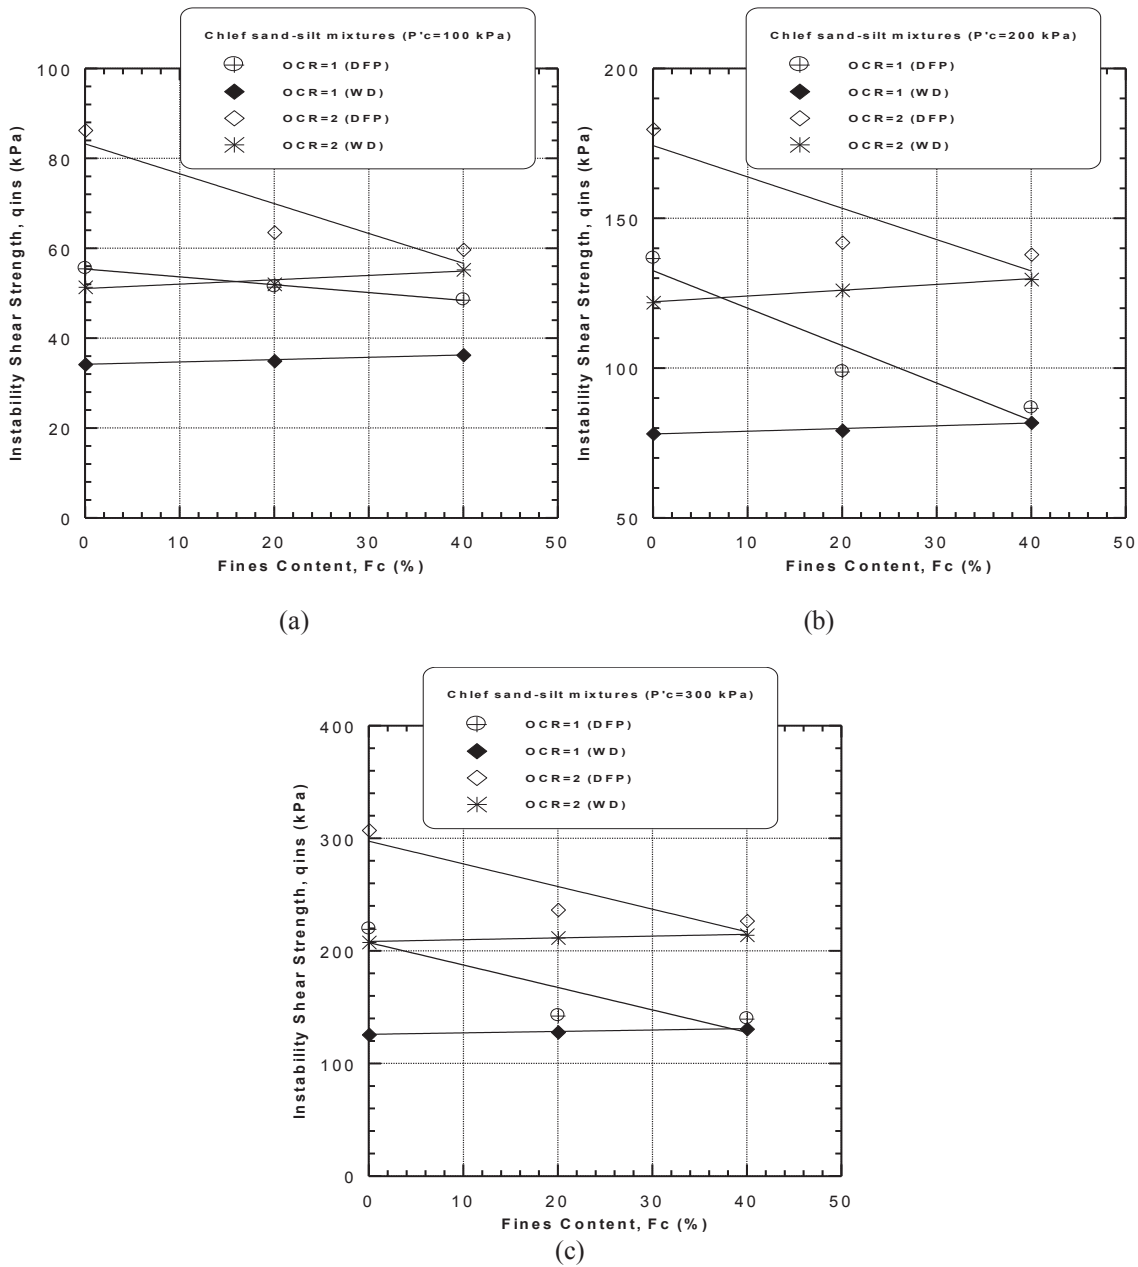 Chlef sand-silt mixtures (P'c=100 kPa)
OCR=1 (DFP)
OCR=1 (WD)
OCR=2 (DFP)
OCR=2 (WD)
Instability Shear Strength, qins (kPa)
100
80
60
40
20
0
0 10 20 30 40 50
Fines Content, Fc (%)
(a)
Chlef sand-silt mixtures (P'c=200 kPa)
OCR=1 (DFP)
OCR=1 (WD)
OCR=2 (DFP)
OCR=2 (WD)
Instability Shear Strength, qins (kPa)
200
150
100
50
0 10 20 30 40 50
Fines Content, Fc (%)
(b)
Chlef sand-silt mixtures (P'c=300 kPa)
OCR=1 (DFP)
OCR=1 (WD)
OCR=2 (DFP)
OCR=2 (WD)
Instability Shear Strength, qins (kPa)
400
300
200
100
0
0 10 20 30 40 50
Fines Content, Fc (%)
(c)